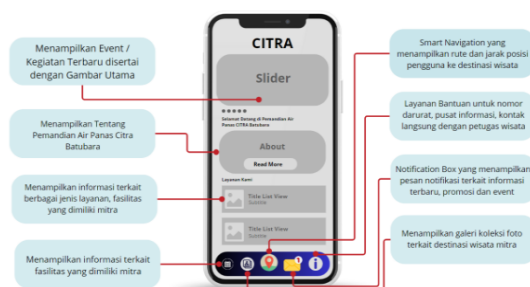 Menampilkan Event /
Kegiatan Terbaru disertai
dengan Gambar Utama
Menampilkan Tentang
Pemandian Air Panas Citra
Batubara
Menampilkan informasi terkait
berbagai jenis layanan, fasilitas
yang dimiliki mitra
Menampilkan informasi terkait
fasilitas yang dimiliki mitra
CITRA
Slider
Selamat Datang di Pemandian Air
Panas CITRA Batubara
About
Read More
Layanan Kami
Title List View
Subtitle
Title List View
Subtitle
1
Smart Navigation yang
menampilkan rute dan jarak posisi
pengguna ke destinasi wisata
Layanan Bantuan untuk nomor
darurat, pusat informasi, kontak
langsung dengan petugas wisata
Notification Box yang menampilkan
pesan notifikasi terkait informasi
terbaru, promosi dan event
Menampilkan galeri koleksi foto
terkait destinasi wisata mitra